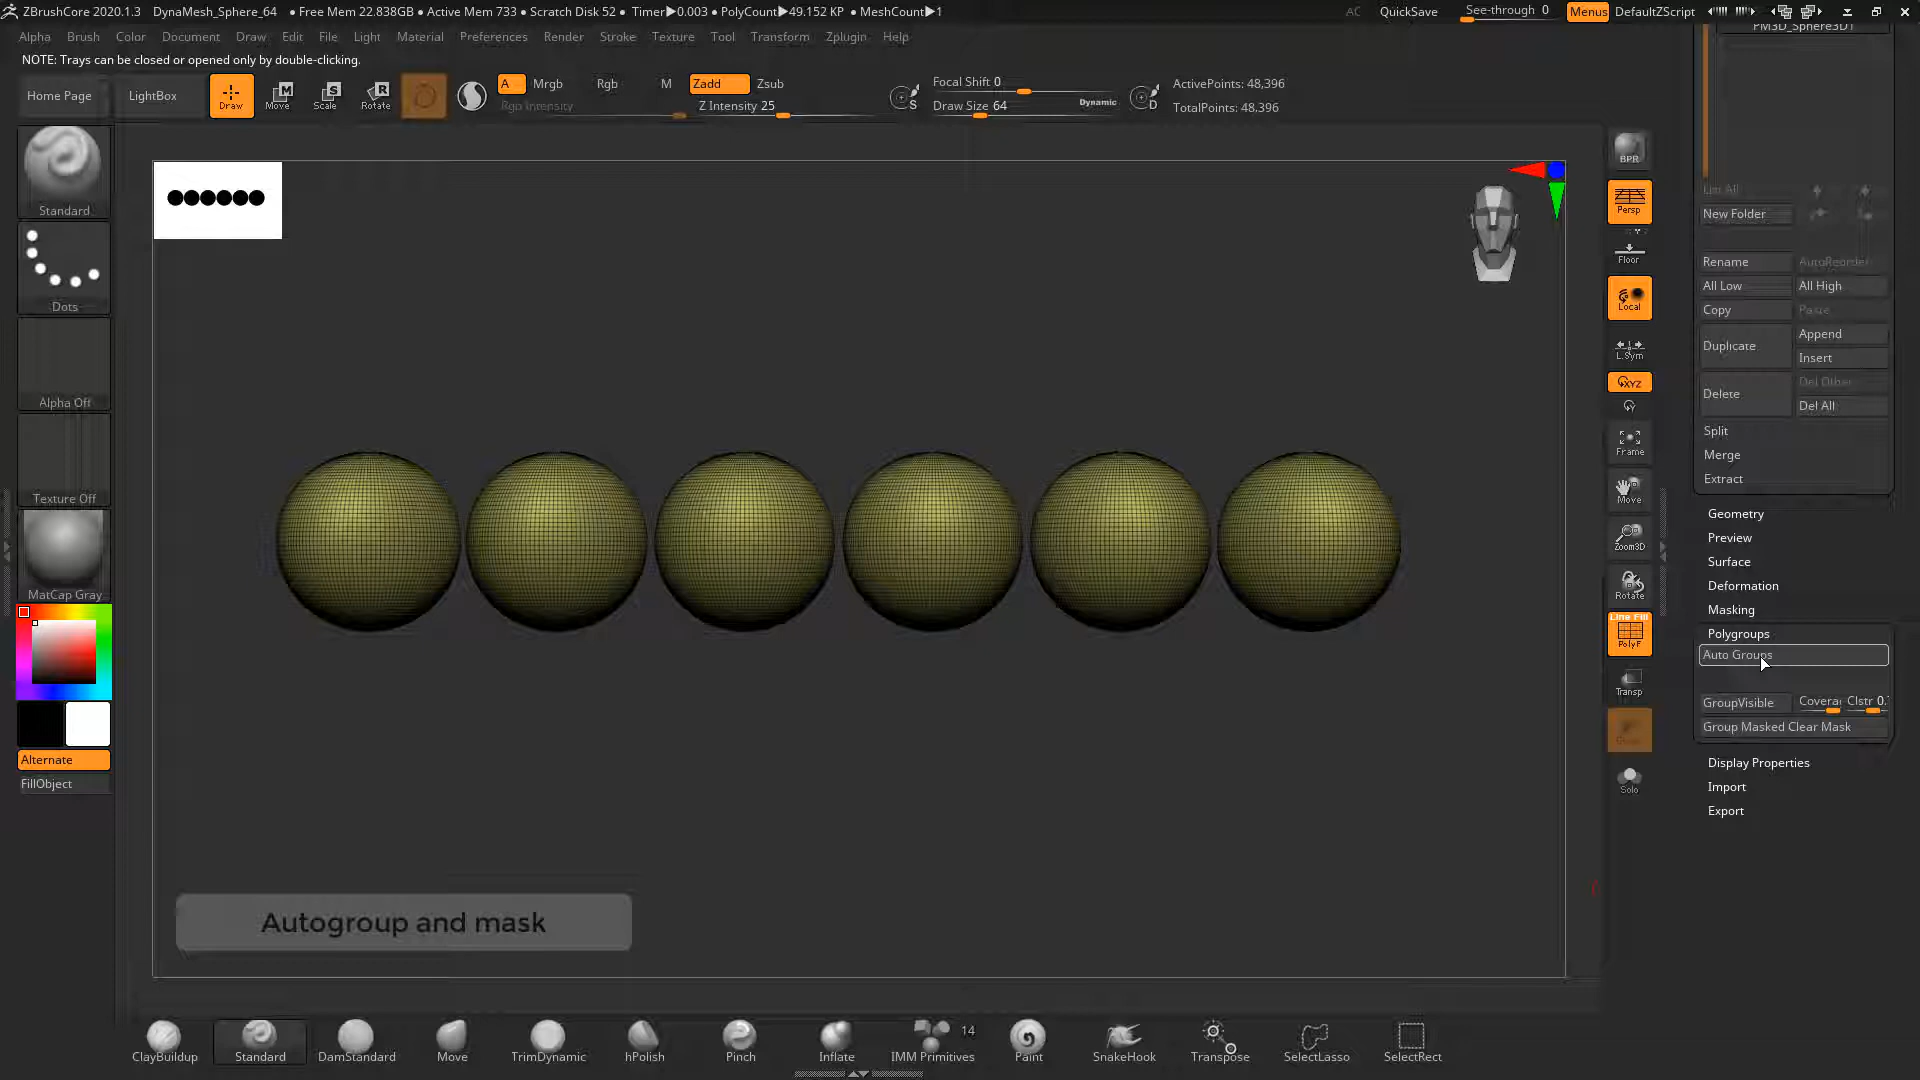 ZBrushCore 2020.1.3 DynaMesh_Sphere_64 ● Free Mem 22.838GB ● Active Mem 733 ● Scratch Disk 52 ● Timer▶0.003 ● PolyCount▶49.152 KP ● MeshCount▶1 AC QuickSave See-through 0 Menus DefaultZScript
Alpha Brush Color Document Draw Edit File Light Material Preferences Render Stroke Texture Tool Transform Zplugin Help
NOTE: Trays can be closed or opened only by double-clicking.
PM3D_Sphere3D1
Home Page LightBox Draw Move Scale Rotate A Mrgb Rgb M Zadd Zsub Focal Shift 0 ActivePoints: 48,396
Rgb Intensity Z Intensity 25 Draw Size 64 Dynamic TotalPoints: 48,396
Standard
Dots
Alpha Off
Texture Off
MatCap Gray
Alternate
FillObject
BPR
Persp
Floor
Local
L.Sym
XYZ
Frame
Move
Zoom3D
Rotate
Line Fill
PolyF
Transp
Solo
List All
New Folder
Rename AutoReorder
All Low All High
Copy Paste
Duplicate Append
Insert
Delete Del Other
Del All
Split
Merge
Extract
Geometry
Preview
Surface
Deformation
Masking
Polygroups
Auto Groups
GroupVisible Covera Clstr 0.
Group Masked Clear Mask
Display Properties
Import
Export
Autogroup and mask
14
ClayBuildup Standard DamStandard Move TrimDynamic hPolish Pinch Inflate IMM Primitives Paint SnakeHook Transpose SelectLasso SelectRect